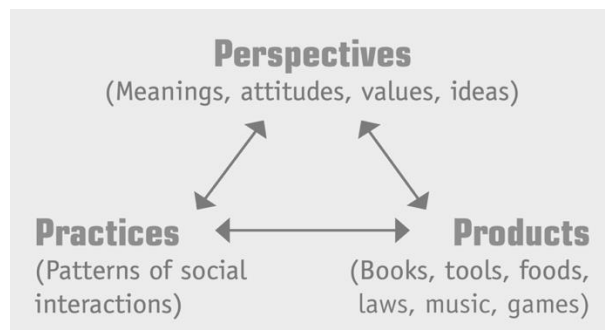 Perspectives
(Meanings, attitudes, values, ideas)
Practices
(Patterns of social
interactions)
Products
(Books, tools, foods,
laws, music, games)